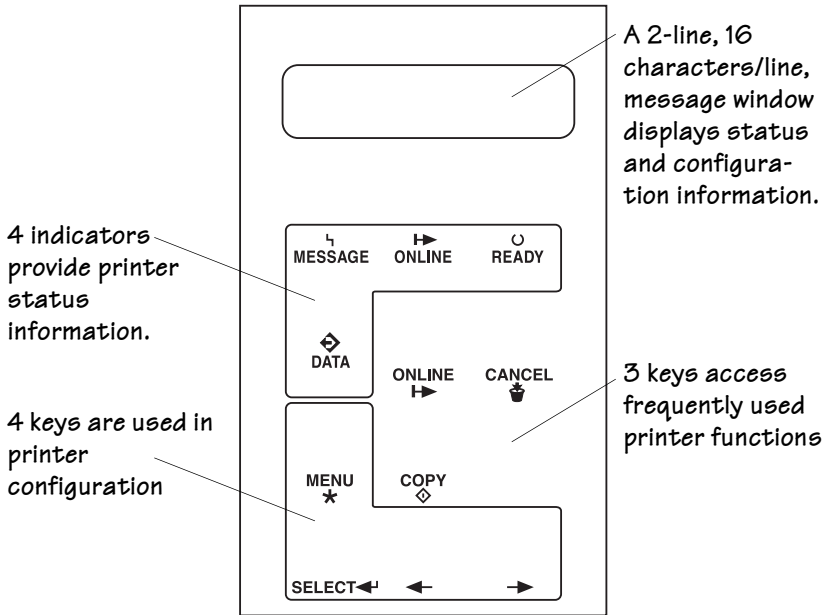 A 2-line, 16
characters/line,
message window
displays status
and configura-
tion information.
4 indicators
provide printer
status
information.
MESSAGE ONLINE READY
DATA
ONLINE CANCEL
3 keys access
frequently used
printer functions
4 keys are used in
printer
configuration
MENU COPY
SELECT